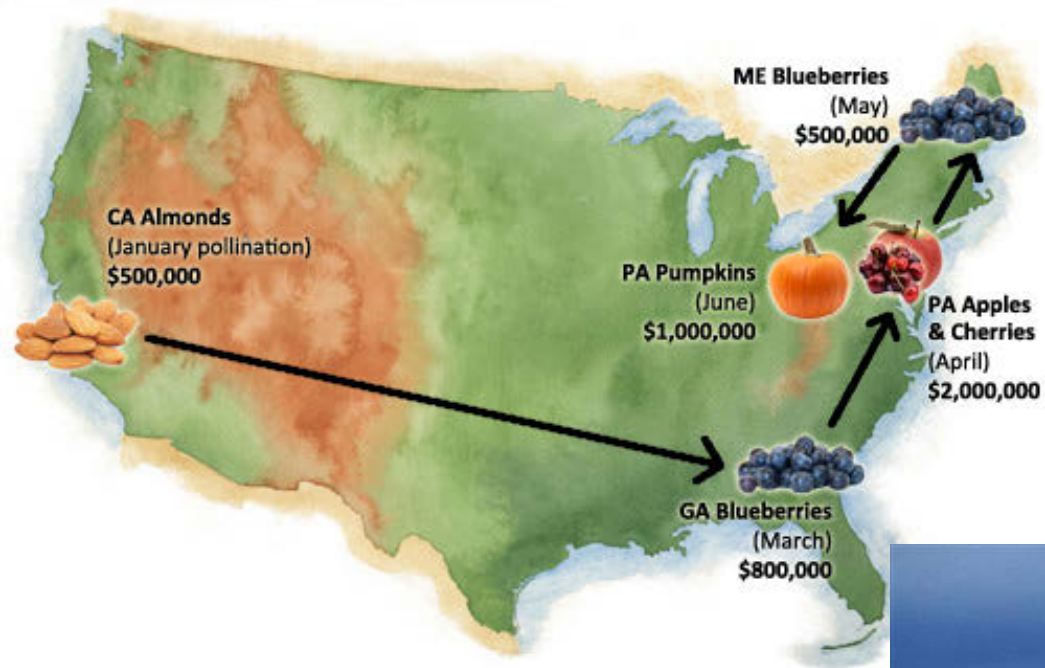 ME Blueberries
(May)
$500,000
CA Almonds
(January pollination)
$500,000
PA Pumpkins
(June)
$1,000,000
PA Apples
& Cherries
(April)
$2,000,000
GA Blueberries
(March)
$800,000